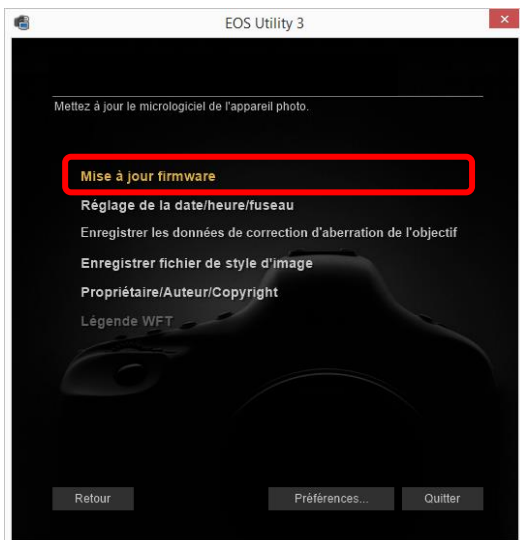 EOS Utility 3
Mettez á jour le micrologiciel de l'appareil photo.
Mise à jour firmware
Réglage de la date/heure/fuseau
Enregistrer les données de correction d'aberration de l'objectif
Enregistrer fichier de style d'image
Propriétaire/Auteur/Copyright
Légende WFT
Retour
Préférences...
Quitter